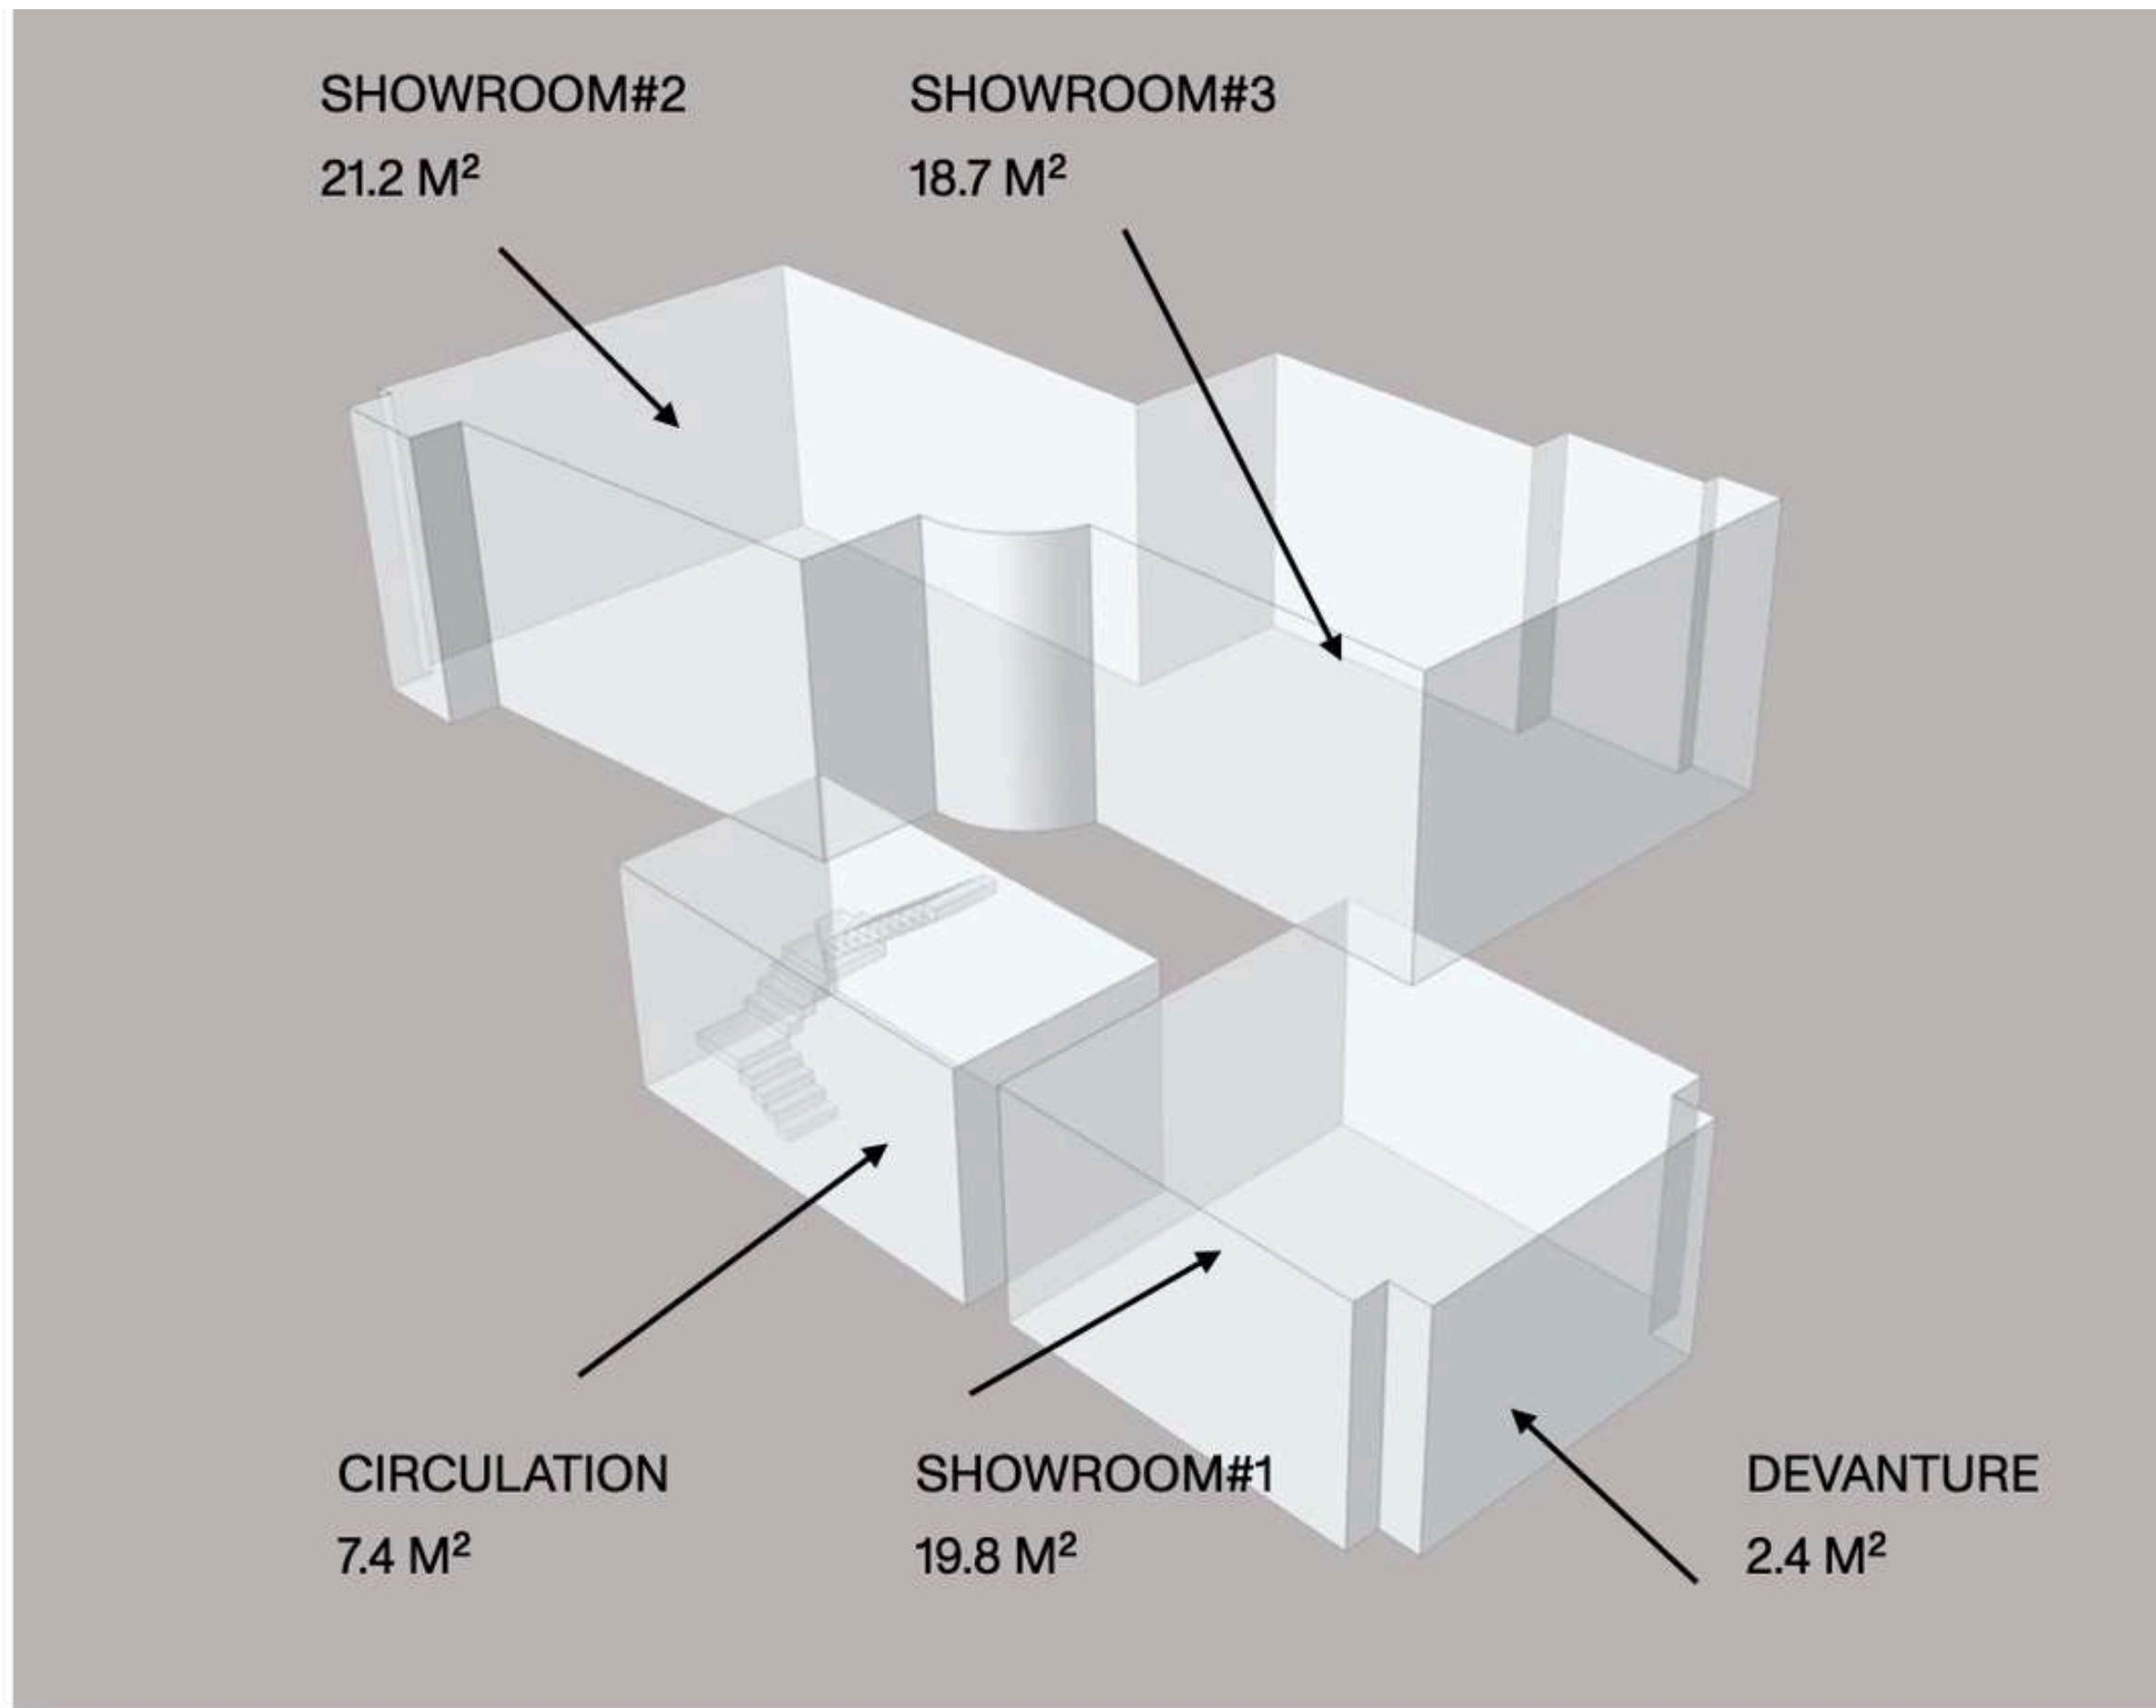 SHOWROOM#2
21.2 M²
SHOWROOM#3
18.7 M²
CIRCULATION
7.4 M²
SHOWROOM#1
19.8 M²
DEVANTURE
2.4 M²